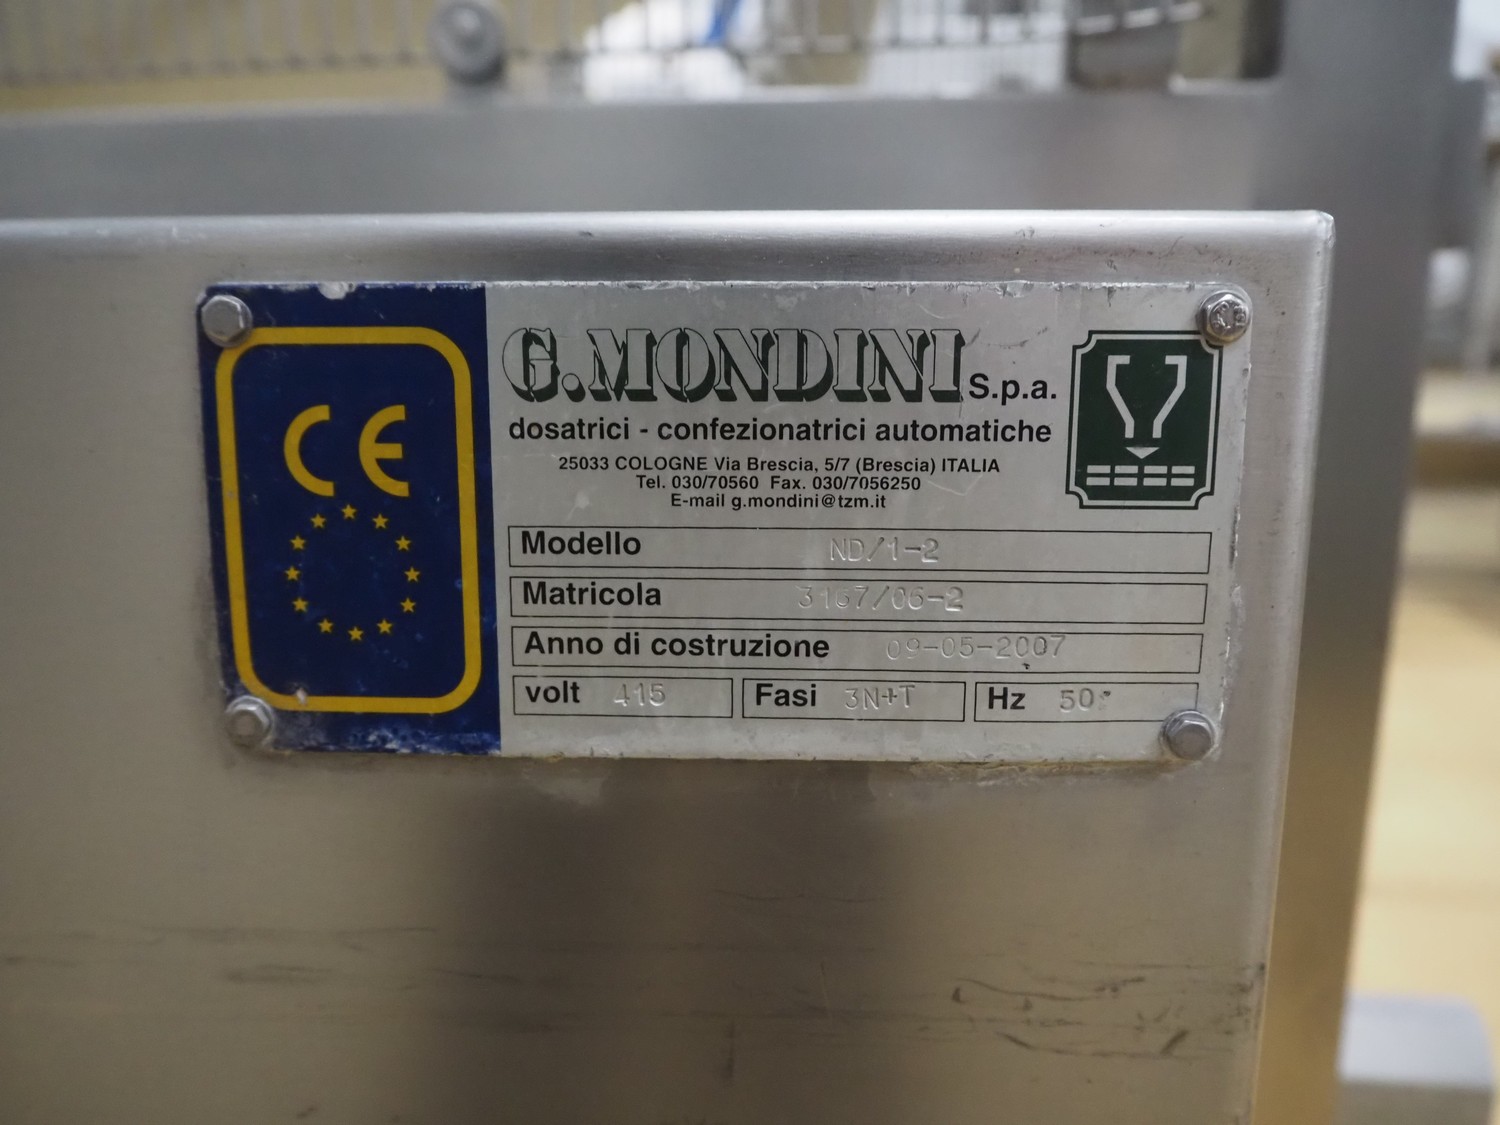 CE
G.MONDINI S.p.a.
dosatrici - confezionatrici automatiche
25033 COLOGNE Via Brescia, 5/7 (Brescia) ITALIA
Tel. 030/70560 Fax. 030/7056250
E-mail g.mondini@tzm.it
Modello ND/1-2
Matricola 3167/06-2
Anno di costruzione 09-05-2007
volt 415 Fasi 3N+T Hz 50